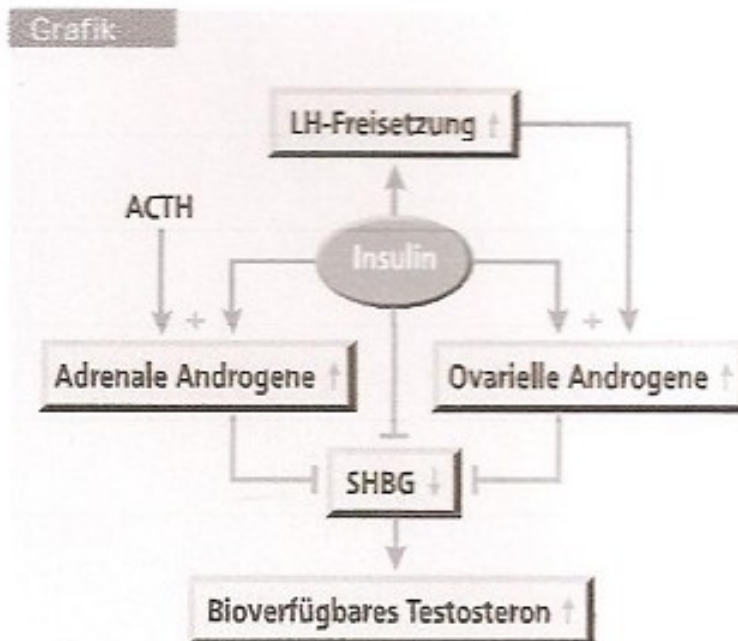 Grafik
LH-Freisetzung ↑
ACTH
Insulin
+ +
Adrenale Androgene ↑
Ovarielle Androgene ↑
SHBG ↓
Bioverfügbares Testosteron ↑